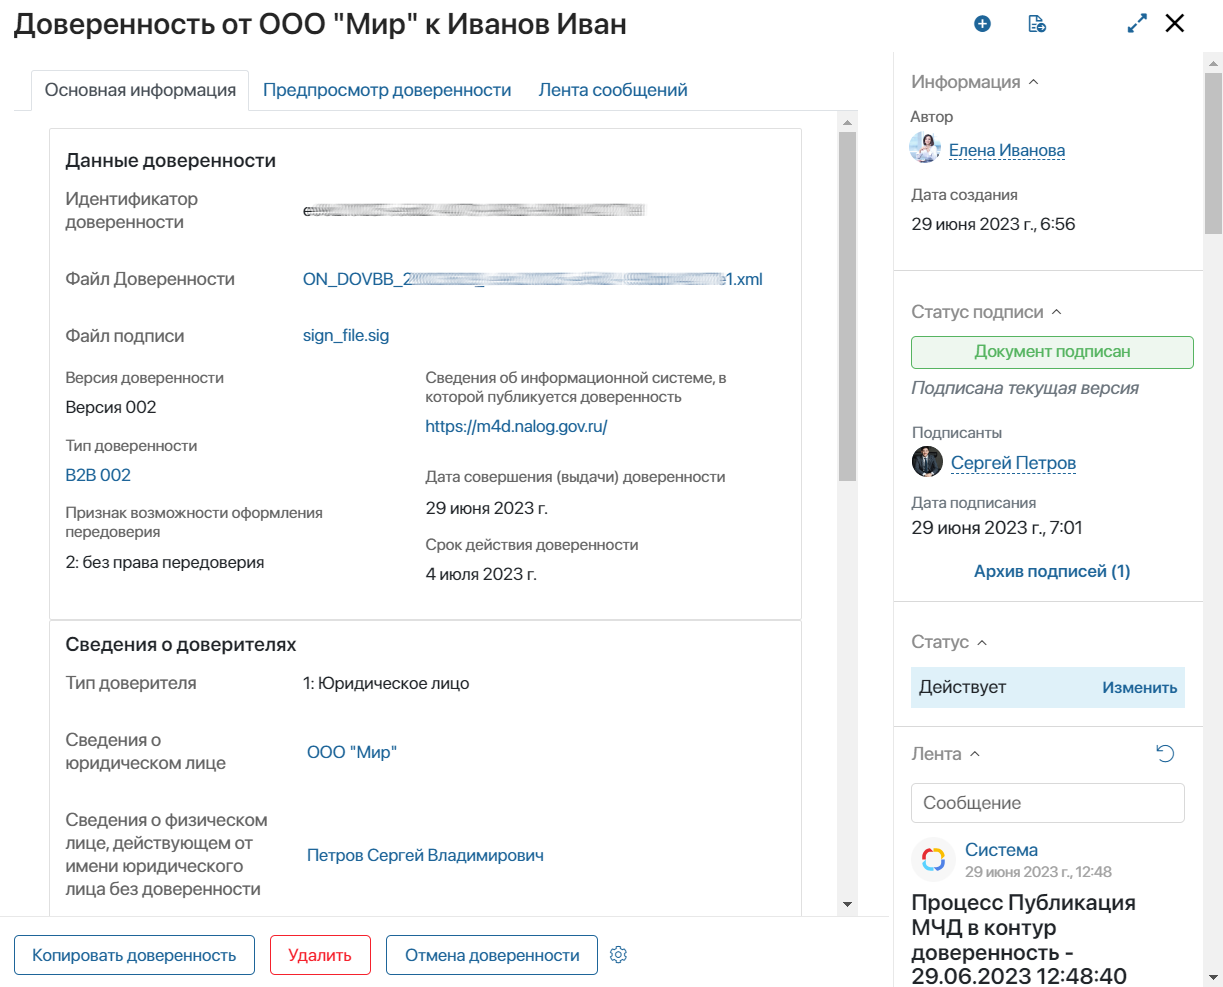 Доверенность от ООО "Мир" к Иванов Иван
Основная информация
Предпросмотр доверенности
Лента сообщений
Данные доверенности
Идентификатор
доверенности
Файл Доверенности
ON_DOVBB_2
1.xml
Файл подписи
sign_file.sig
Версия доверенности
Версия 002
Тип доверенности
B2B 002
Признак возможности оформления
передоверия
2: без права передоверия
Сведения об информационной системе, в
которой публикуется доверенность
https://m4d.nalog.gov.ru/
Дата совершения (выдачи) доверенности
29 июня 2023 г.
Срок действия доверенности
4 июля 2023 г.
Сведения о доверителях
Тип доверителя
1: Юридическое лицо
Сведения о
юридическом лице
ООО "Мир"
Сведения о физическом
лице, действующем от
имени юридического
лица без доверенности
Петров Сергей Владимирович
Копировать доверенность
Удалить
Отмена доверенности
Информация
Автор
Елена Иванова
Дата создания
29 июня 2023 г., 6:56
Статус подписи
Документ подписан
Подписана текущая версия
Подписанты
Сергей Петров
Дата подписания
29 июня 2023 г., 7:01
Архив подписей (1)
Статус
Действует
Изменить
Лента
Сообщение
Система
29 июня 2023 г., 12:48
Процесс Публикация
МЧД в контур
доверенность -
29.06.2023 12:48:40